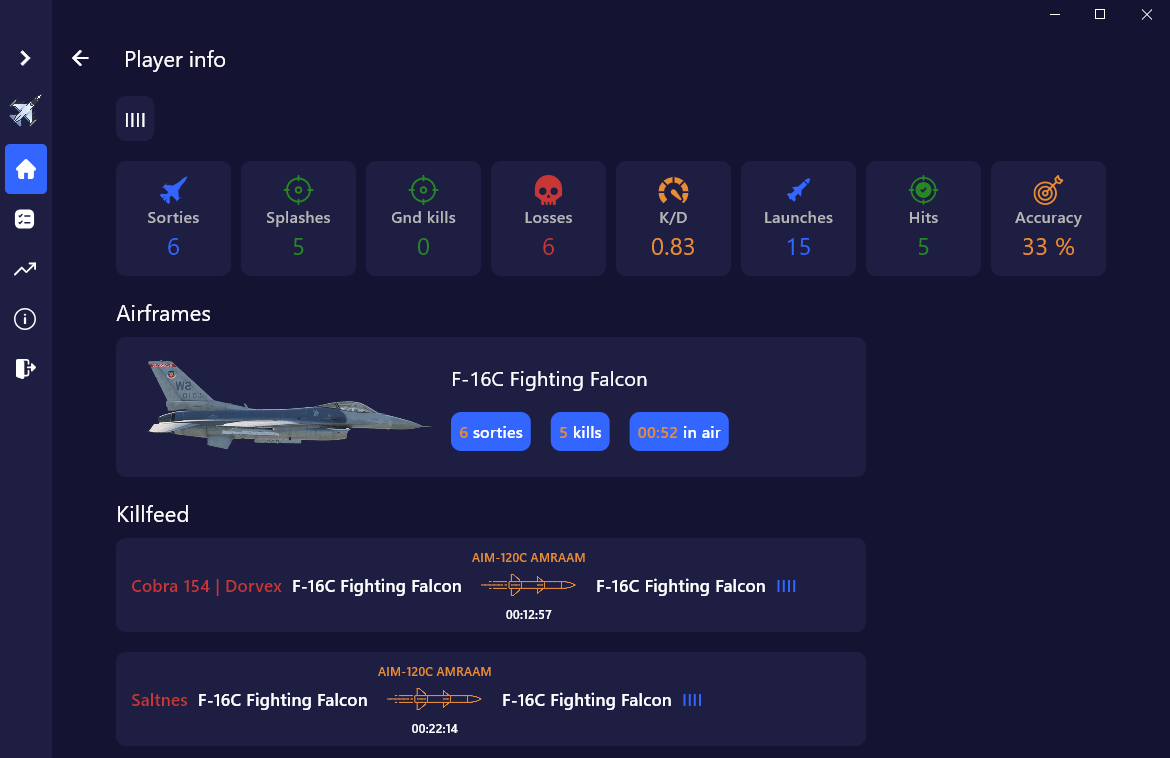 Player info
IIII
Sorties Splashes Gnd kills Losses K/D Launches Hits Accuracy
6 5 0 6 0.83 15 5 33 %
Airframes
F-16C Fighting Falcon
6 sorties 5 kills 00:52 in air
Killfeed
AIM-120C AMRAAM
Cobra 154 | Dorvex F-16C Fighting Falcon F-16C Fighting Falcon IIII
00:12:57
AIM-120C AMRAAM
Saltnes F-16C Fighting Falcon F-16C Fighting Falcon IIII
00:22:14